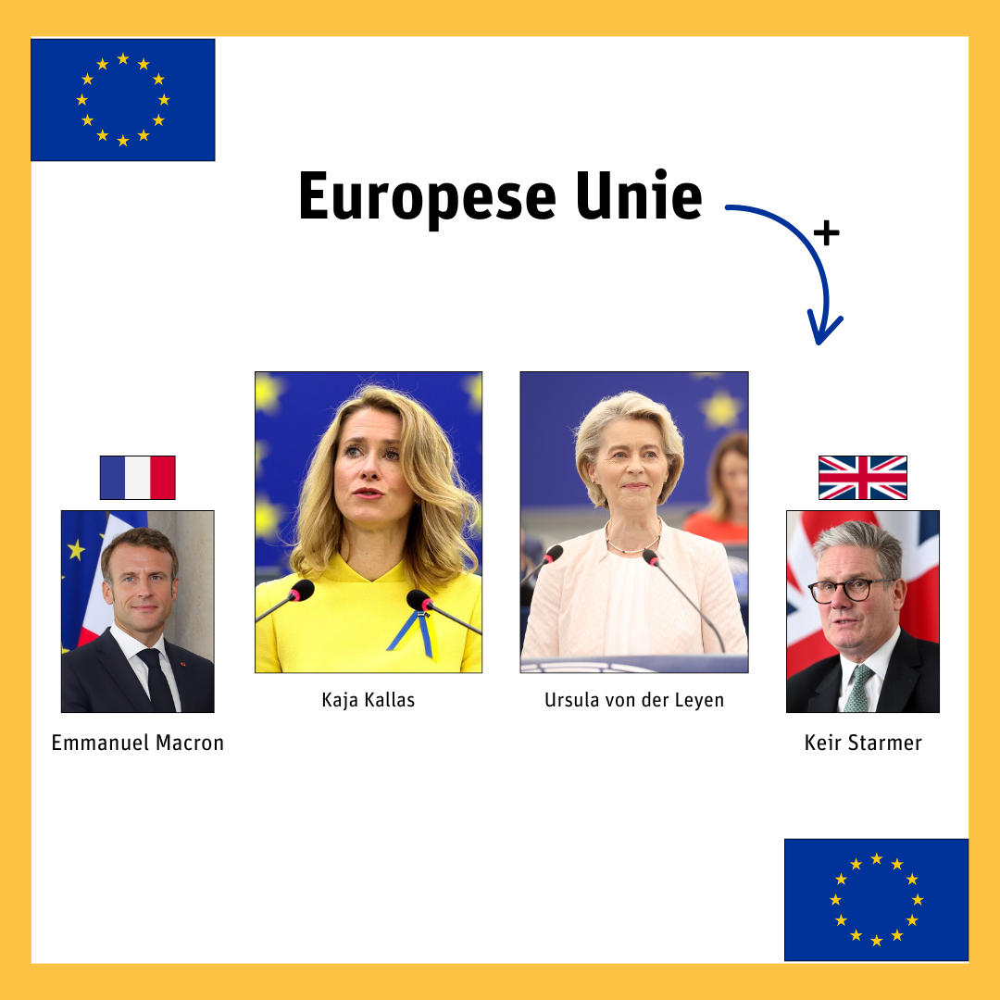 Europese Unie
+
Kaja Kallas
Ursula von der Leyen
Emmanuel Macron
Keir Starmer